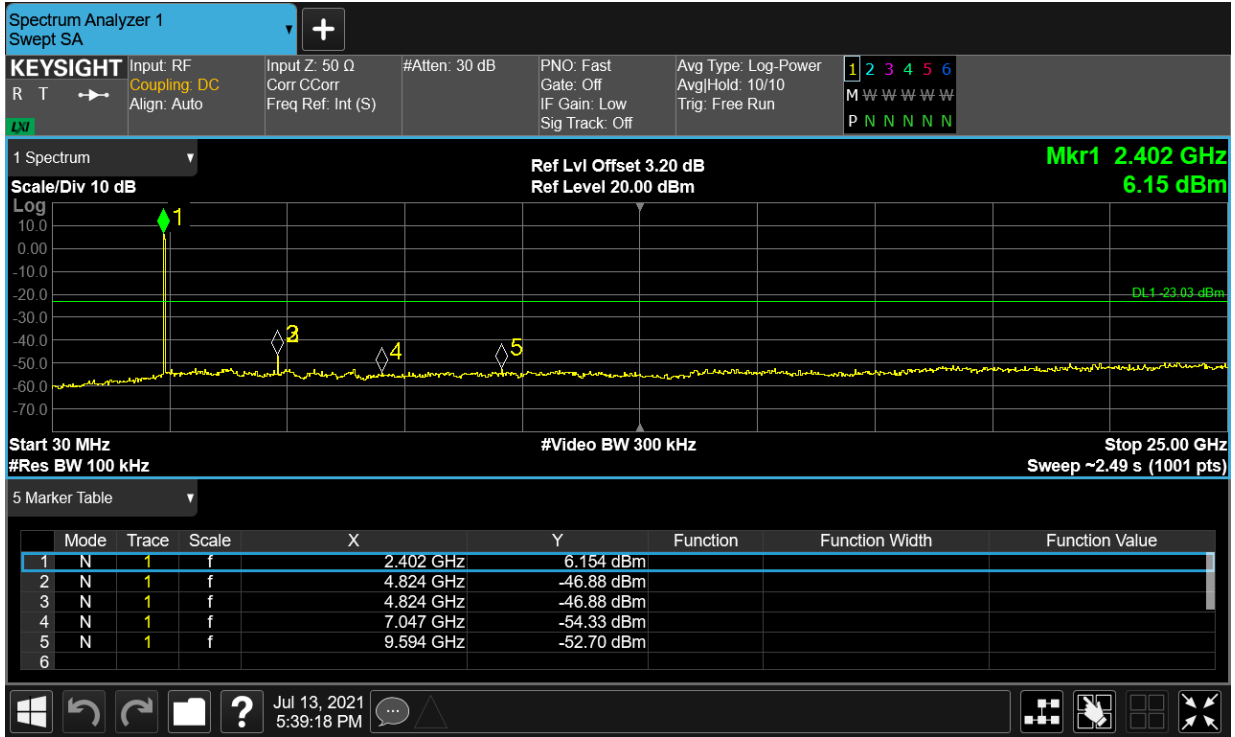 Spectrum Analyzer 1
Swept SA
KEYSIGHT
R T
LXI
Input: RF
Coupling: DC
Align: Auto
Input Z: 50 Ω
Corr CCorr
Freq Ref: Int (S)
#Atten: 30 dB
PNO: Fast
Gate: Off
IF Gain: Low
Sig Track: Off
Avg Type: Log-Power
Avg|Hold: 10/10
Trig: Free Run
1 2 3 4 5 6
M W W W W W
P N N N N N
1 Spectrum
Scale/Div 10 dB
Ref Lvl Offset 3.20 dB
Ref Level 20.00 dBm
Mkr1 2.402 GHz
6.15 dBm
Log
10.0
0.00
-10.0
-20.0
-30.0
-40.0
-50.0
-60.0
-70.0
1
3
4
5
DL1 -23.03 dBm
Start 30 MHz
#Res BW 100 kHz
#Video BW 300 kHz
Stop 25.00 GHz
Sweep ~2.49 s (1001 pts)
5 Marker Table
Mode Trace Scale X Y Function Function Width Function Value
1 N 1 f 2.402 GHz 6.154 dBm
2 N 1 f 4.824 GHz -46.88 dBm
3 N 1 f 4.824 GHz -46.88 dBm
4 N 1 f 7.047 GHz -54.33 dBm
5 N 1 f 9.594 GHz -52.70 dBm
6
?
Jul 13, 2021
5:39:18 PM